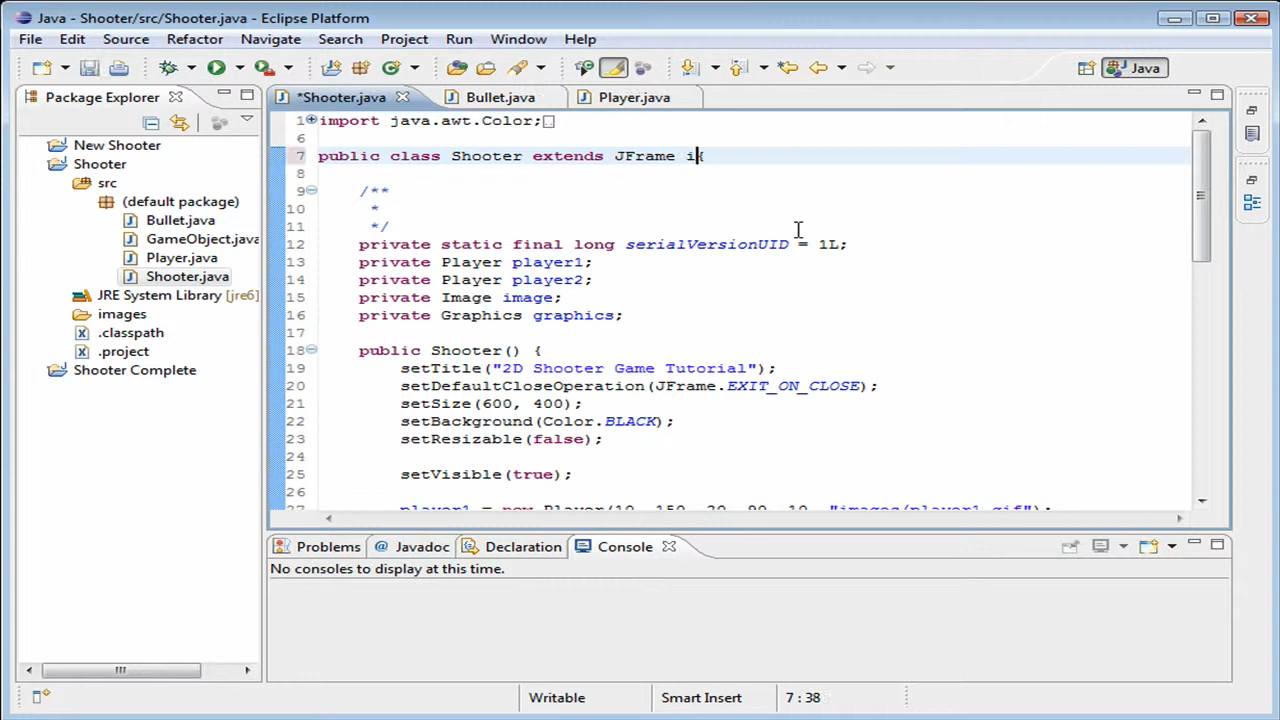 Java - Shooter/src/Shooter.java - Eclipse Platform
File Edit Source Refactor Navigate Search Project Run Window Help
Java
Package Explorer
New Shooter
Shooter
src
(default package)
Bullet.java
GameObject.java
Player.java
Shooter.java
JRE System Library [jre6]
images
.classpath
.project
Shooter Complete
*Shooter.java Bullet.java Player.java
1 import java.awt.Color;
6
7 public class Shooter extends JFrame i{
8
9 /**
10 *
11 */
12 private static final long serialVersionUID = 1L;
13 private Player player1;
14 private Player player2;
15 private Image image;
16 private Graphics graphics;
17
18 public Shooter() {
19 setTitle("2D Shooter Game Tutorial");
20 setDefaultCloseOperation(JFrame.EXIT_ON_CLOSE);
21 setSize(600, 400);
22 setBackground(Color.BLACK);
23 setResizable(false);
24
25 setVisible(true);
26
Problems @ Javadoc Declaration Console
No consoles to display at this time.
Writable Smart Insert 7 : 38